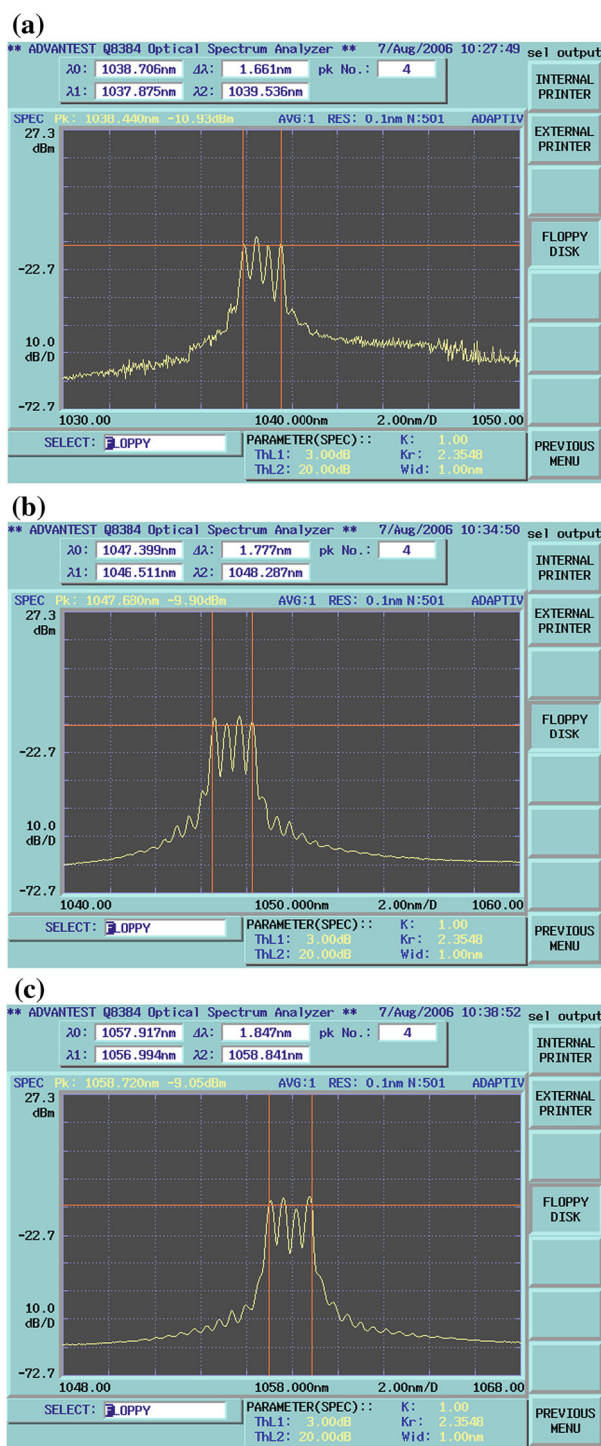 (a)
** ADVANTEST Q8384 Optical Spectrum Analyzer ** 7/Aug/2006 10:27:49
sel output
λ0: 1038.706nm Δλ: 1.661nm pk No.: 4
λ1: 1037.875nm λ2: 1039.536nm
INTERNAL PRINTER
SPEC Pk: 1038.440nm -10.93dBm AVG:1 RES: 0.1nm N:501 ADAPTIV
EXTERNAL PRINTER
27.3
dBm
FLOPPY DISK
-22.7
10.0
dB/D
-72.7
1030.00 1040.000nm 2.00nm/D 1050.00
SELECT: FLOPPY
PARAMETER(SPEC):: K: 1.00
ThL1: 3.00dB Kr: 2.3548
ThL2: 20.00dB Wid: 1.00nm
PREVIOUS MENU
(b)
** ADVANTEST Q8384 Optical Spectrum Analyzer ** 7/Aug/2006 10:34:50
sel output
λ0: 1047.399nm Δλ: 1.777nm pk No.: 4
λ1: 1046.511nm λ2: 1048.287nm
INTERNAL PRINTER
SPEC Pk: 1047.680nm -9.90dBm AVG:1 RES: 0.1nm N:501 ADAPTIV
EXTERNAL PRINTER
27.3
dBm
FLOPPY DISK
-22.7
10.0
dB/D
-72.7
1040.00 1050.000nm 2.00nm/D 1060.00
SELECT: FLOPPY
PARAMETER(SPEC):: K: 1.00
ThL1: 3.00dB Kr: 2.3548
ThL2: 20.00dB Wid: 1.00nm
PREVIOUS MENU
(c)
** ADVANTEST Q8384 Optical Spectrum Analyzer ** 7/Aug/2006 10:38:52
sel output
λ0: 1057.917nm Δλ: 1.847nm pk No.: 4
λ1: 1056.994nm λ2: 1058.841nm
INTERNAL PRINTER
SPEC Pk: 1058.720nm -9.05dBm AVG:1 RES: 0.1nm N:501 ADAPTIV
EXTERNAL PRINTER
27.3
dBm
FLOPPY DISK
-22.7
10.0
dB/D
-72.7
1048.00 1058.000nm 2.00nm/D 1068.00
SELECT: FLOPPY
PARAMETER(SPEC):: K: 1.00
ThL1: 3.00dB Kr: 2.3548
ThL2: 20.00dB Wid: 1.00nm
PREVIOUS MENU